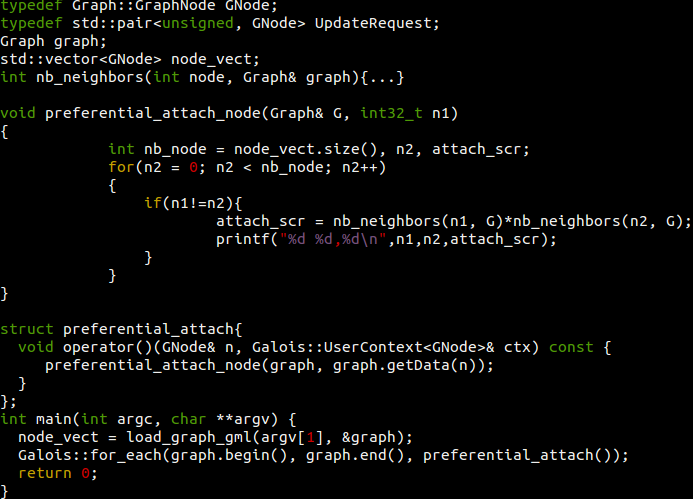 typedef Graph::GraphNode GNode;
typedef std::pair<unsigned, GNode> UpdateRequest;
Graph graph;
std::vector<GNode> node_vect;
int nb_neighbors(int node, Graph& graph){...}

void preferential_attach_node(Graph& G, int32_t n1)
{
            int nb_node = node_vect.size(), n2, attach_scr;
            for(n2 = 0; n2 < nb_node; n2++)
            {
                if(n1!=n2){
                        attach_scr = nb_neighbors(n1, G)*nb_neighbors(n2, G);
                        printf("%d %d,%d\n",n1,n2,attach_scr);
                }
            }
}

struct preferential_attach{
  void operator()(GNode& n, Galois::UserContext<GNode>& ctx) const {
     preferential_attach_node(graph, graph.getData(n));
  }
};
int main(int argc, char **argv) {
  node_vect = load_graph_gml(argv[1], &graph);
  Galois::for_each(graph.begin(), graph.end(), preferential_attach());
  return 0;
}